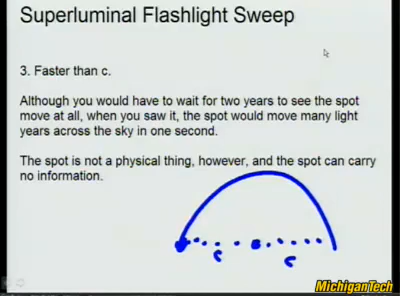 Superluminal Flashlight Sweep
3. Faster than c.
Although you would have to wait for two years to see the spot
move at all, when you saw it, the spot would move many light
years across the sky in one second.
The spot is not a physical thing, however, and the spot can carry
no information.
c
c
MichiganTech